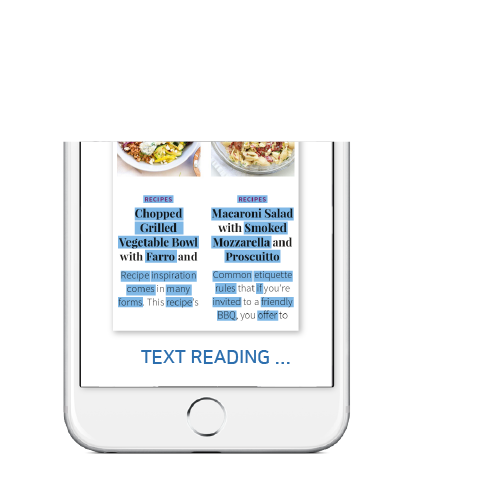 RECIPES
Chopped
Grilled
Vegetable Bowl
with Farro and
Recipe inspiration
comes in many
forms. This recipe's
RECIPES
Macaroni Salad
with Smoked
Mozzarella and
Proscuitto
Common etiquette
rules that if you're
invited to a friendly
BBQ, you offer to
TEXT READING ...